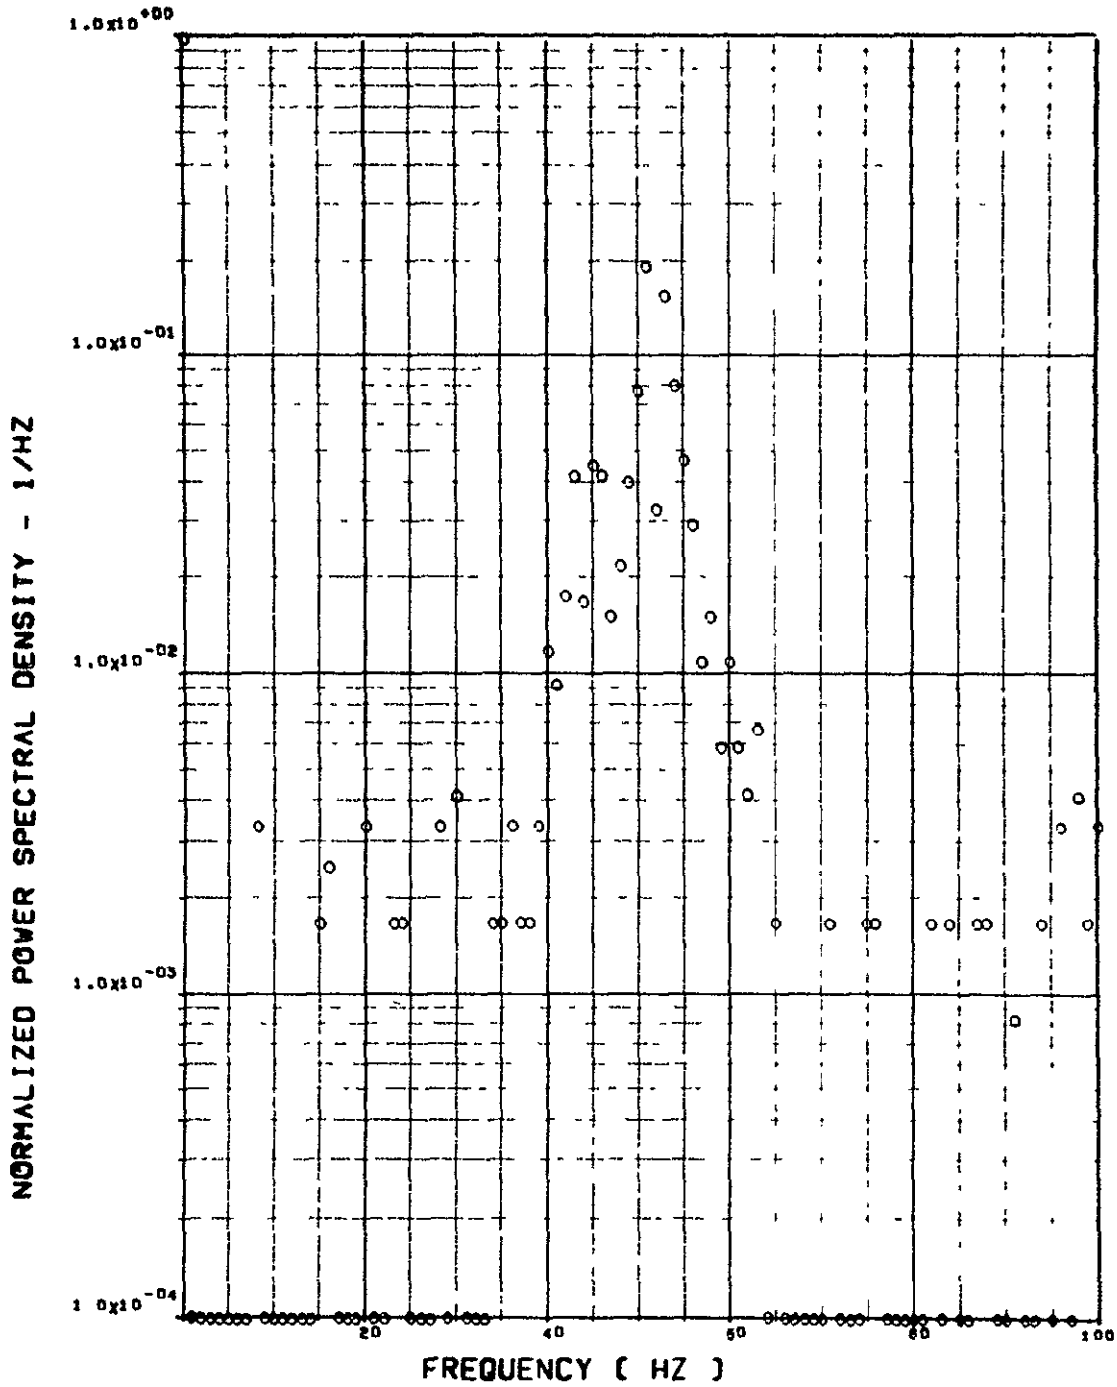 1.0x10+00
1.0x10-01
1.0x10-02
1.0x10-03
1 0x10-04
NORMALIZED POWER SPECTRAL DENSITY - 1/HZ
20 40 60 80 100
FREQUENCY ( HZ )